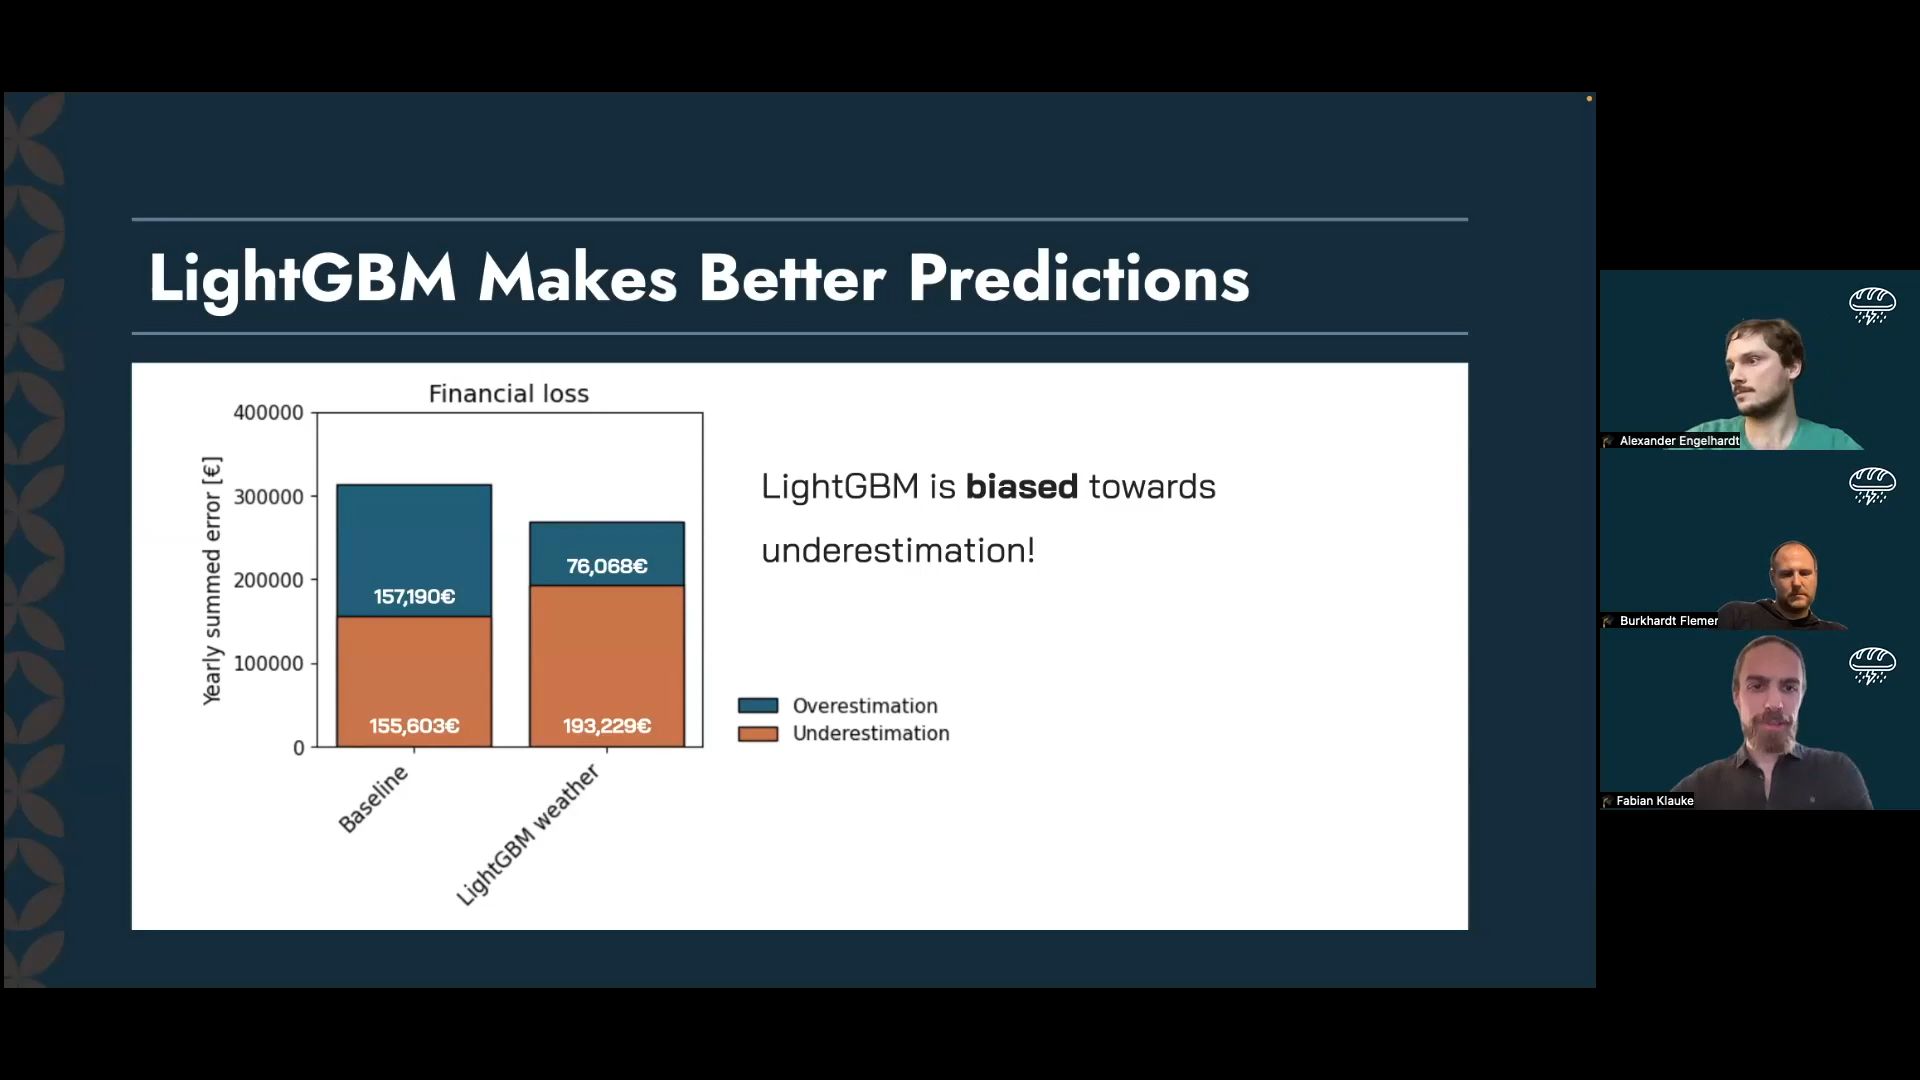 LightGBM Makes Better Predictions
Financial loss
Yearly summed error [€]
400000
300000
200000
100000
0
157,190€
155,603€
76,068€
193,229€
Baseline
LightGBM weather
LightGBM is biased towards
underestimation!
Overestimation
Underestimation
Alexander Engelhardt
Burkhardt Flemer
Fabian Klauke